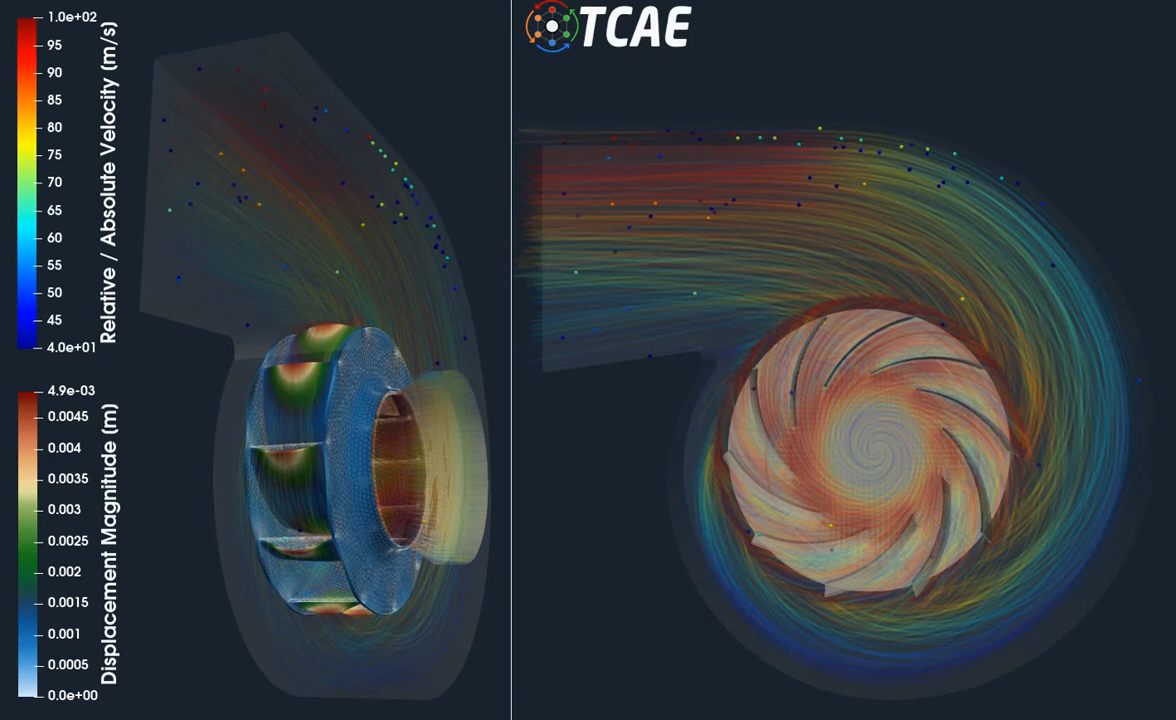 TCAE
1.0e+02
95
90
85
80
75
70
65
60
55
50
45
4.0e+01
Relative / Absolute Velocity (m/s)
4.9e-03
0.0045
0.004
0.0035
0.003
0.0025
0.002
0.0015
0.001
0.0005
0.0e+00
Displacement Magnitude (m)